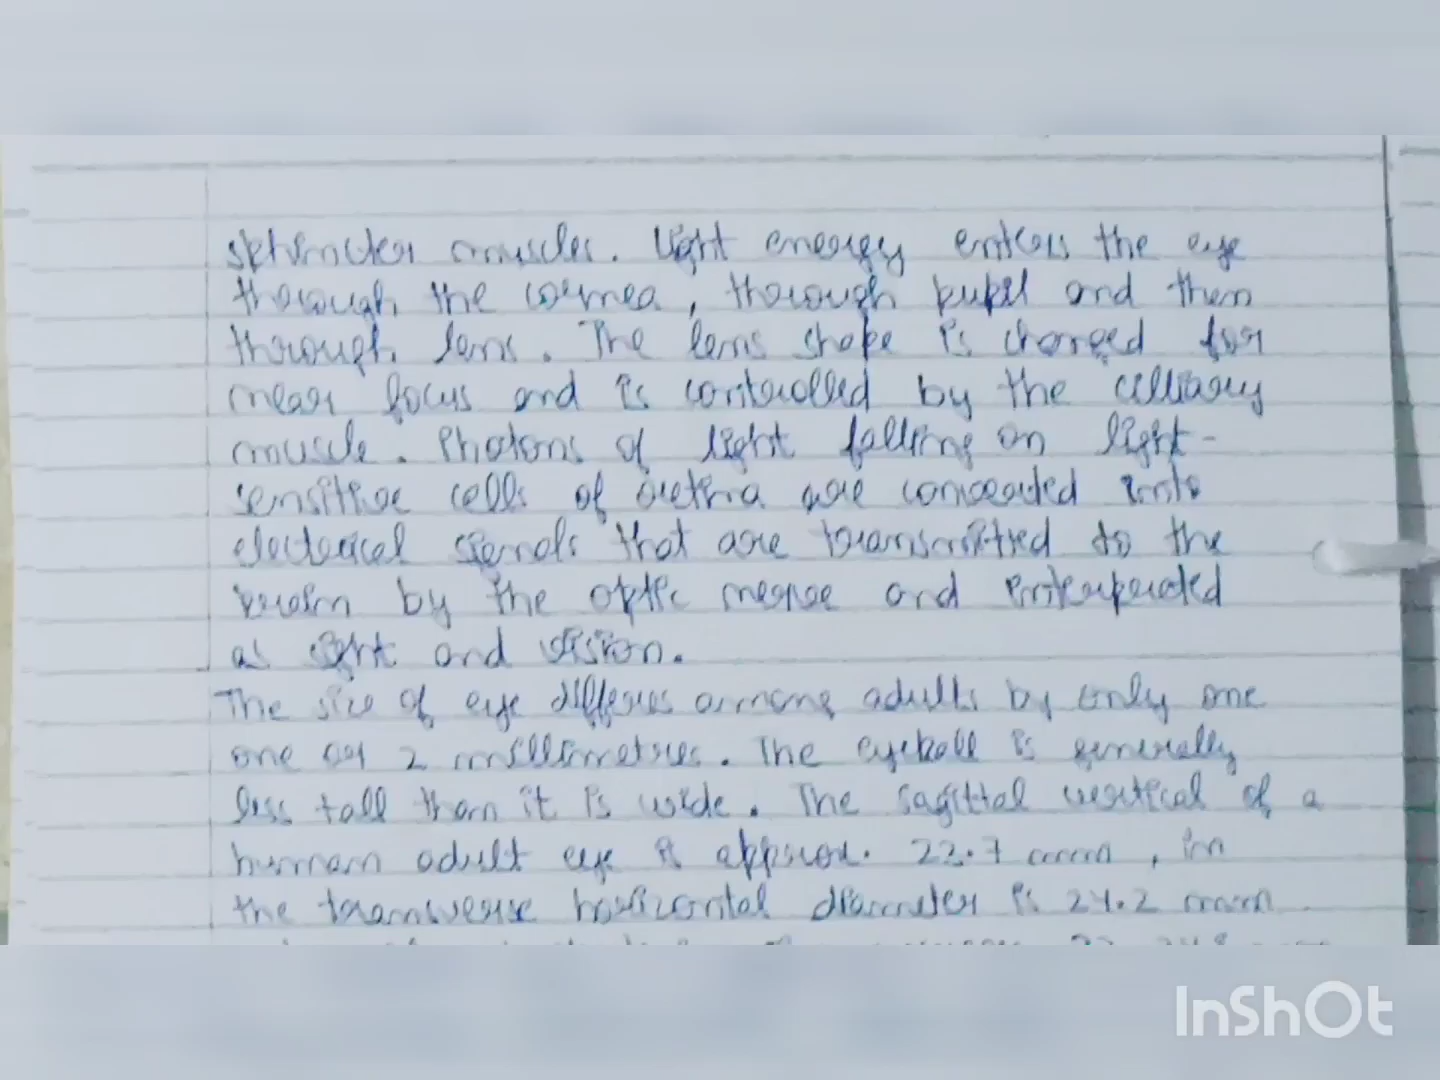 sphincter muscles. Light energy enters the eye
through the cornea, through pupil and then
through lens. The lens shape is changed for
near focus and is controlled by the ciliary
muscle. Photons of light falling on light-
sensitive cells of retina are converted into
electrical signals that are transmitted to the
brain by the optic nerve and
as sight and vision.
The size of eye differes among adults by only one
one or 2 millimetres. The eyeball is generally
less tall than it is wide. The sagittal vertical of a
human adult eye is approx. 23.7 mm, in
the transverse horizontal diameter is 24.2 mm
InShOt